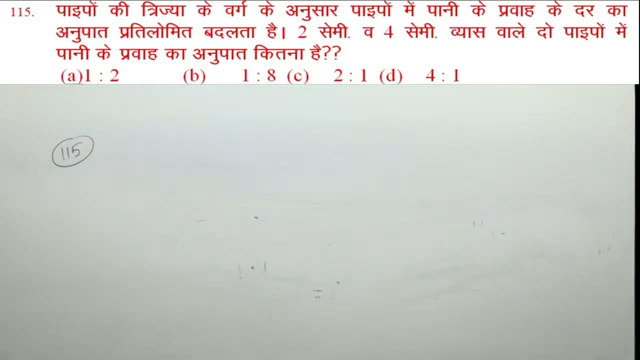 115. पाइपों की त्रिज्या के वर्ग के अनुसार पाइपों में पानी के प्रवाह के दर का
अनुपात प्रतिलोमित बदलता है। 2 सेमी. व 4 सेमी. व्यास वाले दो पाइपों में
पानी के प्रवाह का अनुपात कितना है??
(a)1 : 2 (b) 1 : 8 (c) 2 : 1 (d) 4 : 1
115